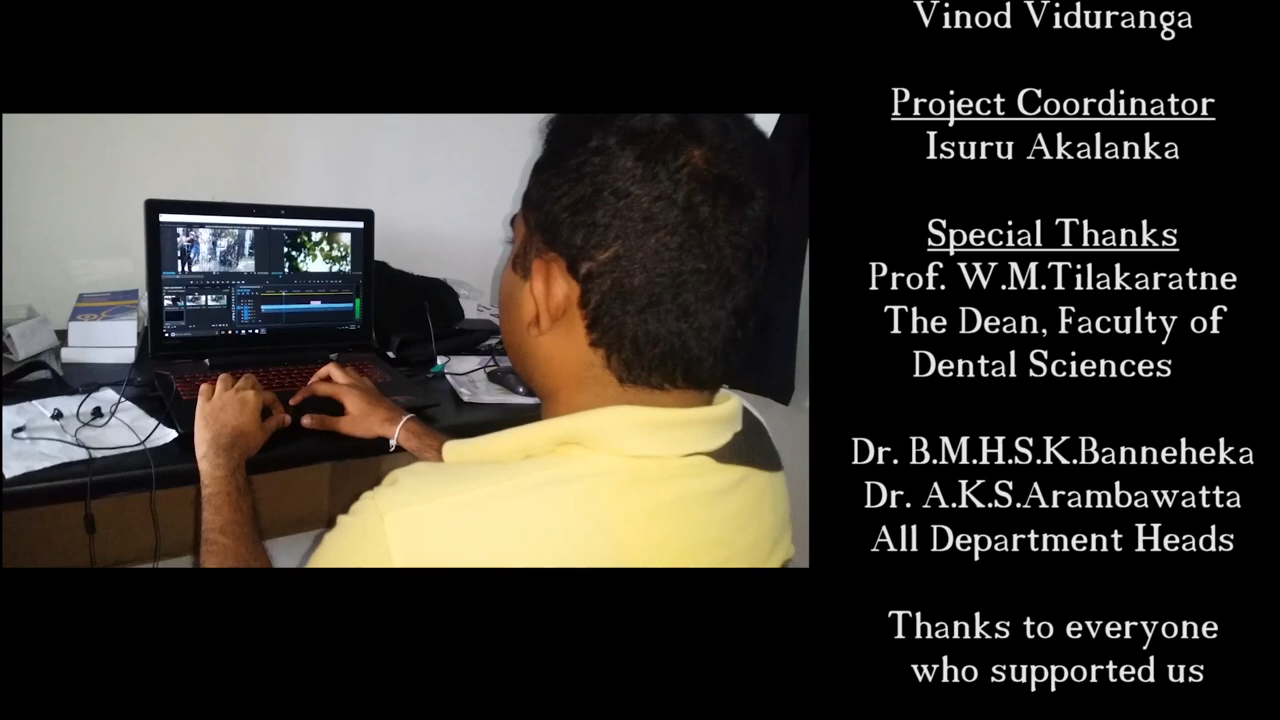 Vinod Viduranga
Project Coordinator
Isuru Akalanka
Special Thanks
Prof. W.M.Tilakaratne
The Dean, Faculty of
Dental Sciences
Dr. B.M.H.S.K.Banneheka
Dr. A.K.S.Arambawatta
All Department Heads
Thanks to everyone
who supported us